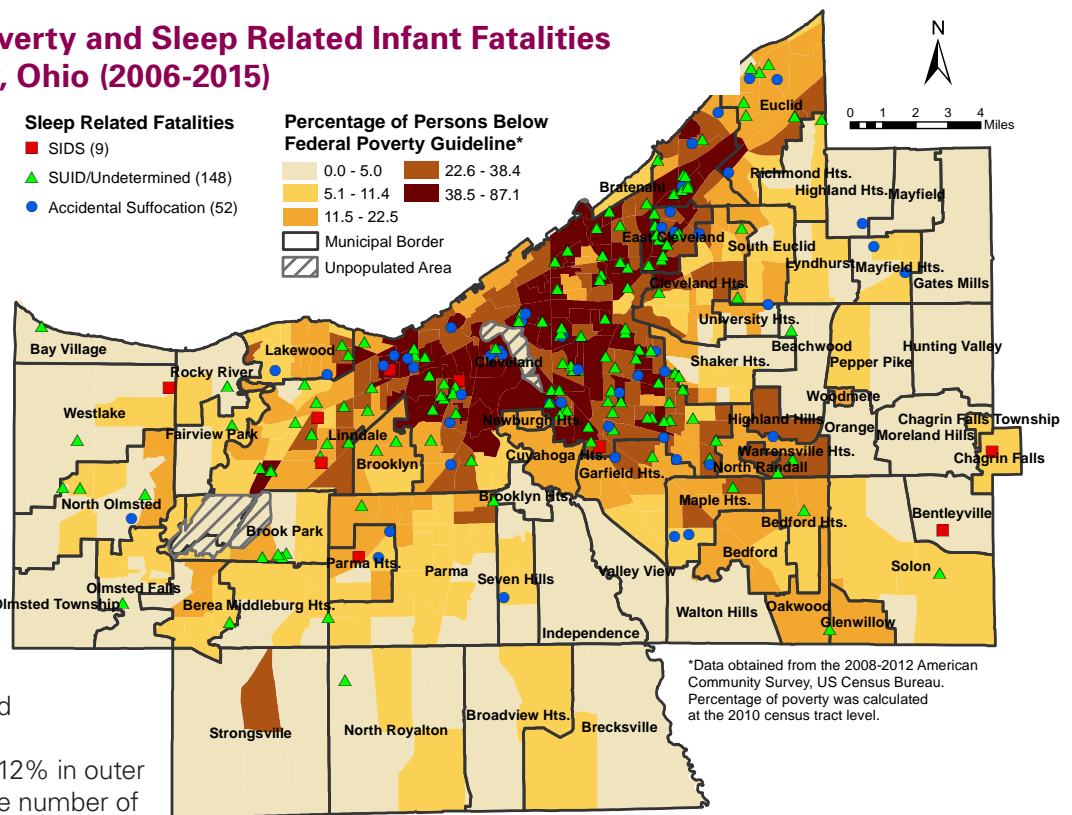 verty and Sleep Related Infant Fatalities
, Ohio (2006-2015)
Sleep Related Fatalities
SIDS (9)
SUID/Undetermined (148)
Accidental Suffocation (52)
Percentage of Persons Below
Federal Poverty Guideline*
0.0 - 5.0
22.6 - 38.4
5.1 - 11.4
38.5 - 87.1
11.5 - 22.5
Municipal Border
Unpopulated Area
N
0 1 2 3 4
Miles
Euclid
Bratenahl
Richmond Hts.
Highland Hts.
Mayfield
East Cleveland
South Euclid
Lyndhurst
Mayfield Hts.
Gates Mills
Cleveland Hts.
University Hts.
Bay Village
Lakewood
Rocky River
Cleveland
Shaker Hts.
Beachwood
Pepper Pike
Hunting Valley
Woodmere
Westlake
Fairview Park
Linndale
Newburgh Hts.
Highland Hills
Orange
Chagrin Falls Township
Moreland Hills
Brooklyn
Cuyahoga Hts.
Garfield Hts.
Warrensville Hts.
North Randall
Chagrin Falls
North Olmsted
Brooklyn Hts.
Maple Hts.
Bentleyville
Brook Park
Bedford Hts.
Parma Hts.
Parma
Seven Hills
Valley View
Bedford
Solon
Olmsted Falls
Olmsted Township
Berea
Middleburg Hts.
Walton Hills
Oakwood
Glenwillow
Independence
Strongsville
North Royalton
Broadview Hts.
Brecksville
*Data obtained from the 2008-2012 American
Community Survey, US Census Bureau.
Percentage of poverty was calculated
at the 2010 census tract level.
d
12% in outer
e number of